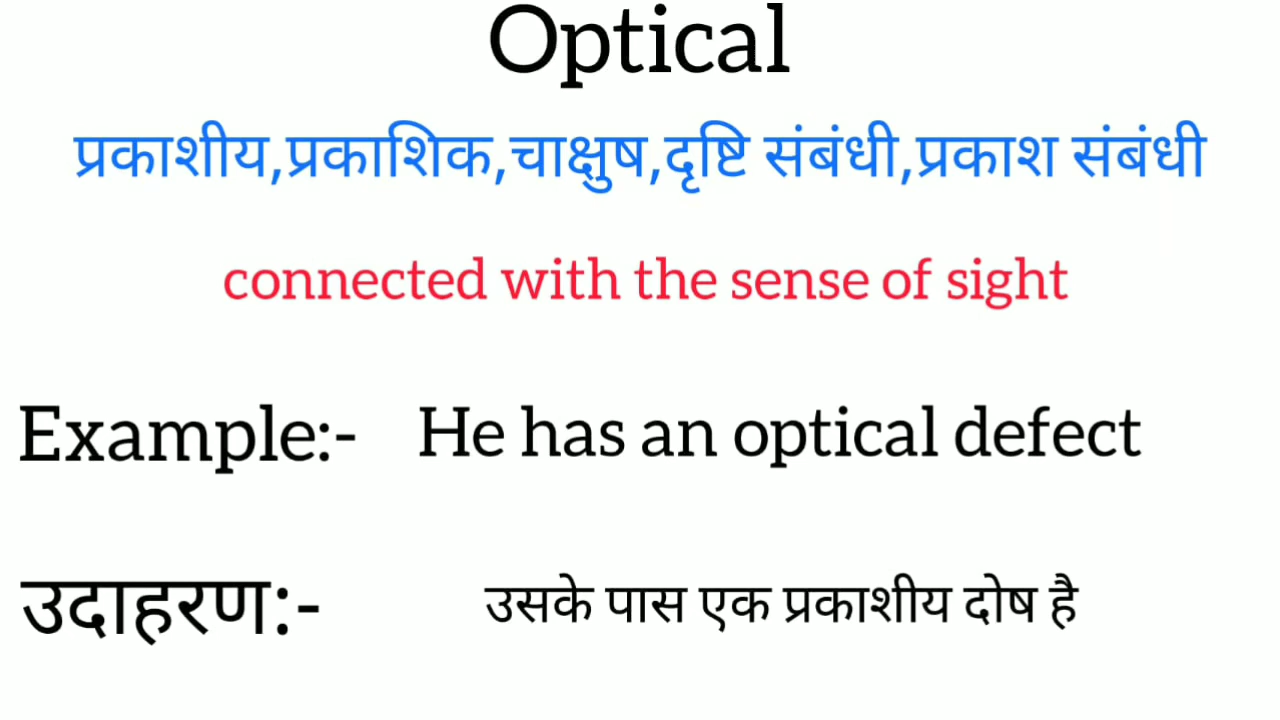 Optical
प्रकाशीय,प्रकाशिक,चाक्षुष,दृष्टि संबंधी,प्रकाश संबंधी
connected with the sense of sight
Example:- He has an optical defect
उदाहरण:- उसके पास एक प्रकाशीय दोष है